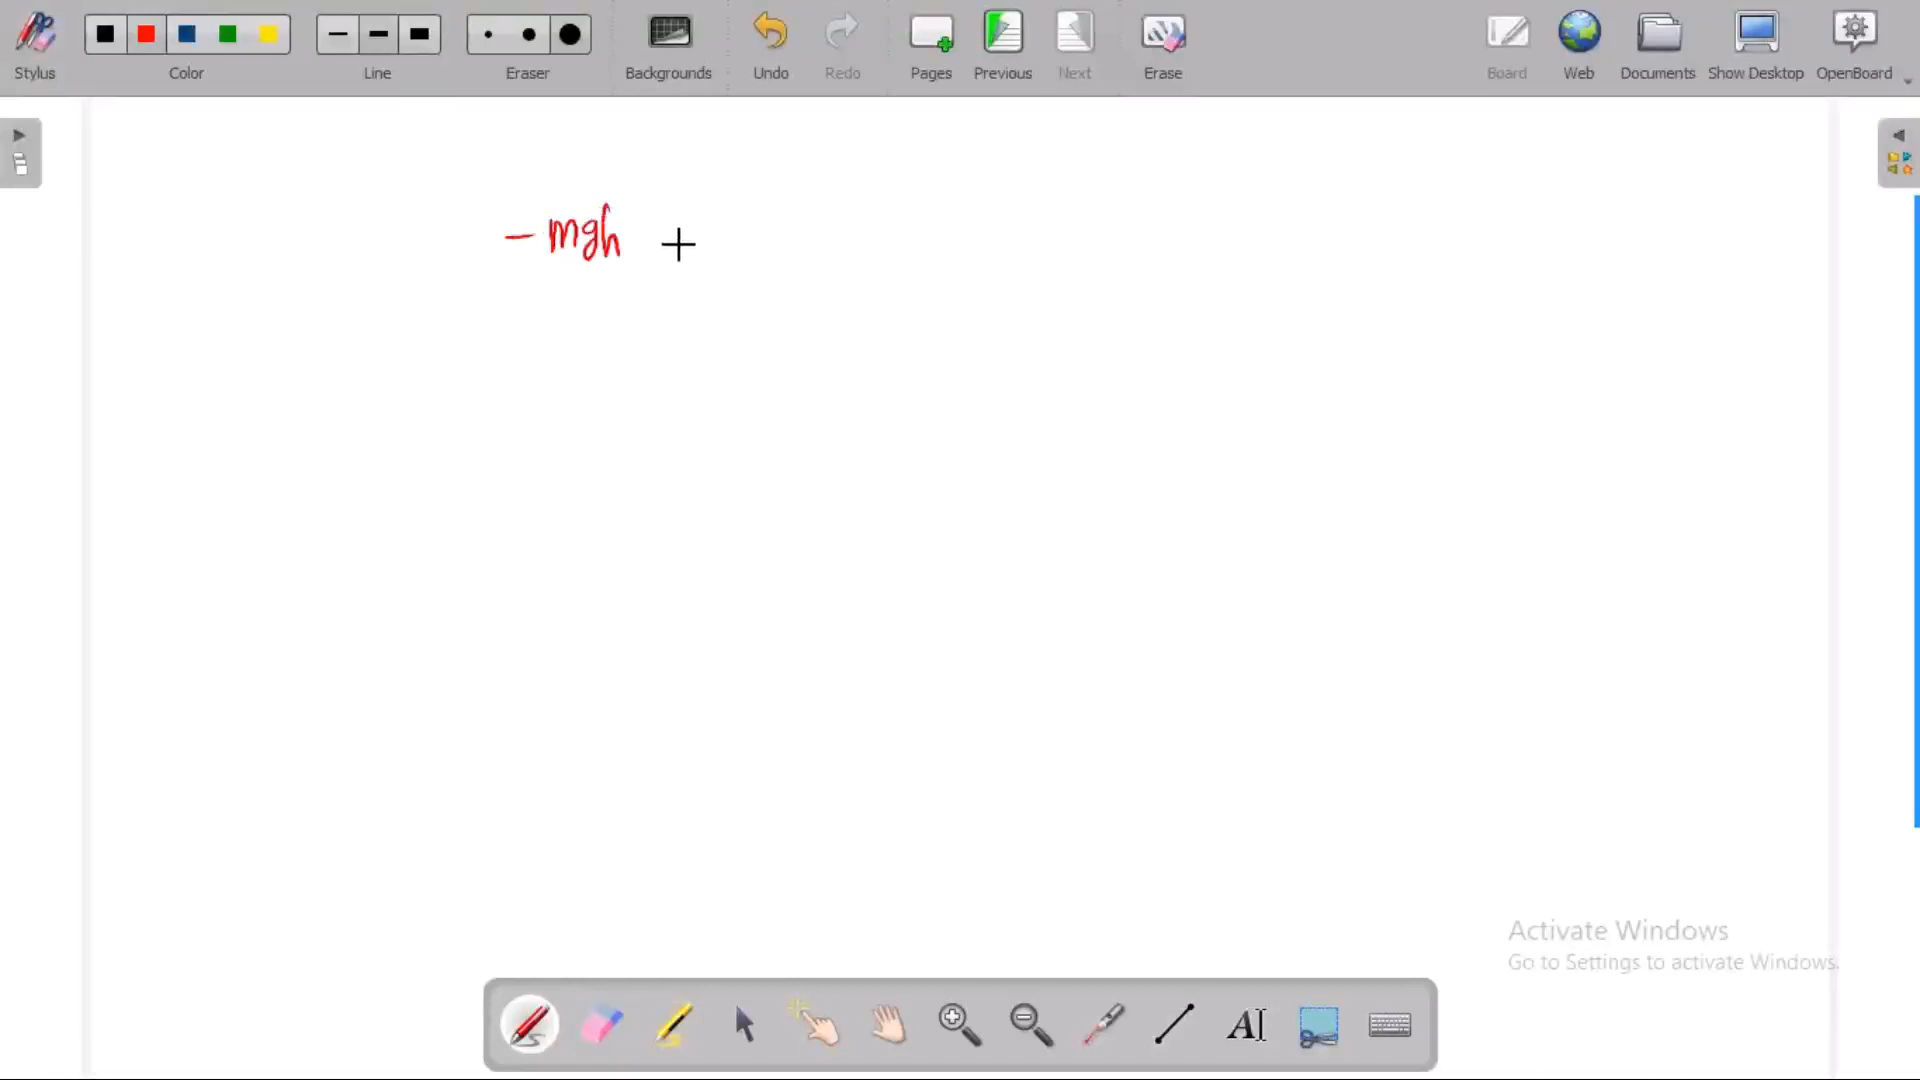 Stylus
Color
Line
Eraser
Backgrounds
Undo
Redo
Pages
Previous
Next
Erase
Board
Web
Documents
Show Desktop
OpenBoard
- mgh
Activate Windows
Go to Settings to activate Windows.
A